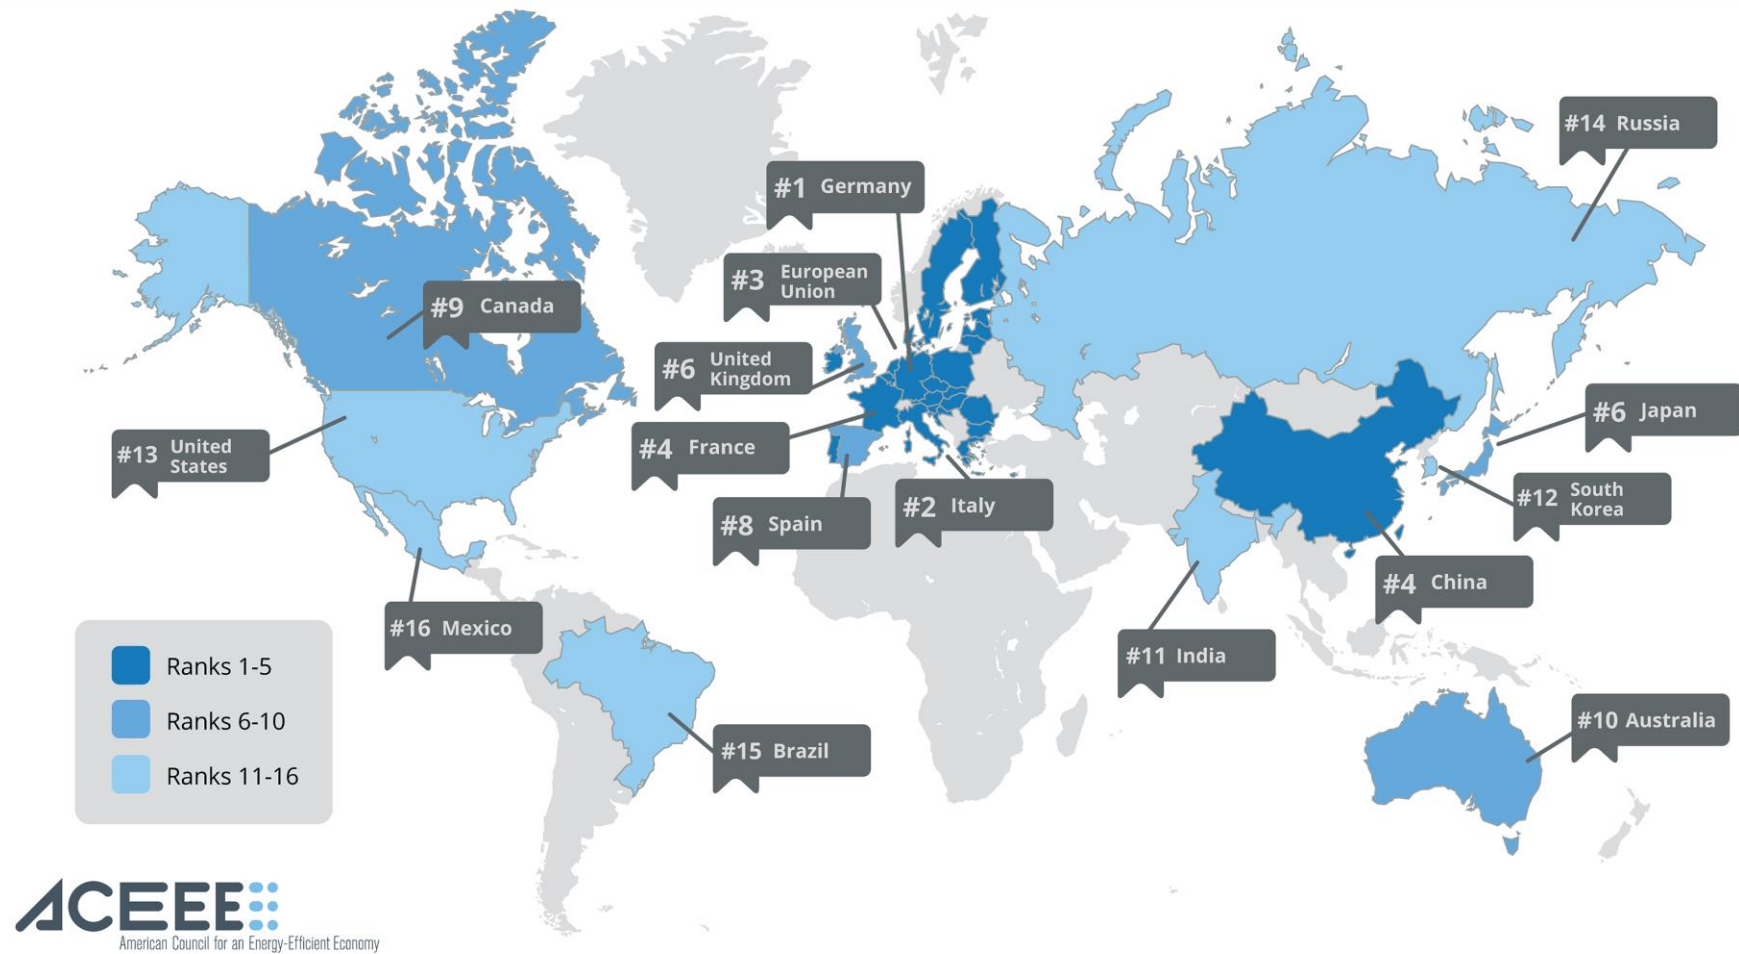 #14 Russia
#1 Germany
#3 European
Union
#9 Canada
#6 United
Kingdom
#6 Japan
#13 United
States
#4 France
#12 South
Korea
#2 Italy
#8 Spain
#4 China
#16 Mexico
#11 India
#15 Brazil
#10 Australia
Ranks 1-5
Ranks 6-10
Ranks 11-16
ACEEE
American Council for an Energy-Efficient Economy